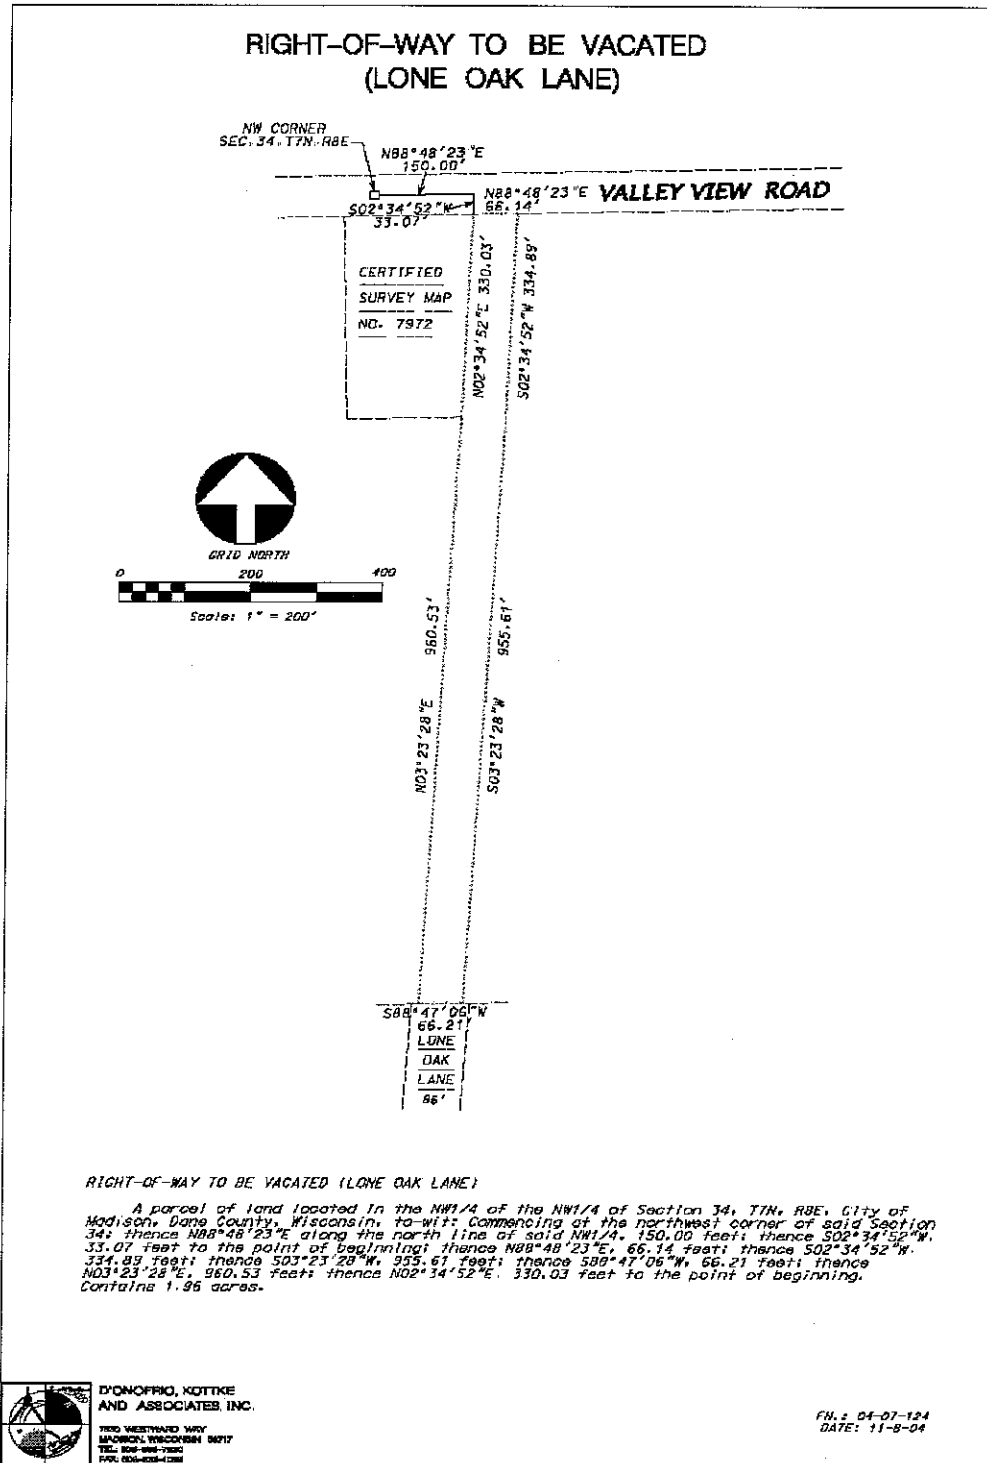 RIGHT-OF-WAY TO BE VACATED
(LONE OAK LANE)
NW CORNER
SEC. 34, T7N, R8E
N88°48'23"E
150.00'
N88°48'23"E VALLEY VIEW ROAD
66.14'
S02°34'52"W
33.07'
CERTIFIED
SURVEY MAP
NO. 7972
N02°34'52"E 330.03'
S02°34'52"W 334.89'
GRID NORTH
0 200 400
Scale: 1" = 200'
N03°23'28"E 960.53'
S03°23'28"W 955.61'
S88°47'06"W
66.21'
LONE
OAK
LANE
66'
RIGHT-OF-WAY TO BE VACATED (LONE OAK LANE)
A parcel of land located in the NW1/4 of the NW1/4 of Section 34, T7N, R8E, City of
Madison, Dane County, Wisconsin, to-wit: Commencing at the northwest corner of said Section
34; thence N88°48'23"E along the north line of said NW1/4, 150.00 feet; thence S02°34'52"W,
33.07 feet to the point of beginning; thence N88°48'23"E, 66.14 feet; thence S02°34'52"W,
334.89 feet; thence S03°23'28"W, 955.61 feet; thence S88°47'06"W, 66.21 feet; thence
N03°23'28"E, 960.53 feet; thence N02°34'52"E, 330.03 feet to the point of beginning.
Contains 1.96 acres.
D'ONOFRIO, KOTTKE
AND ASSOCIATES, INC.
7530 WESTWARD WAY
MADISON, WISCONSIN 53717
TEL:
FAX:
FN.: 04-07-124
DATE: 11-8-04